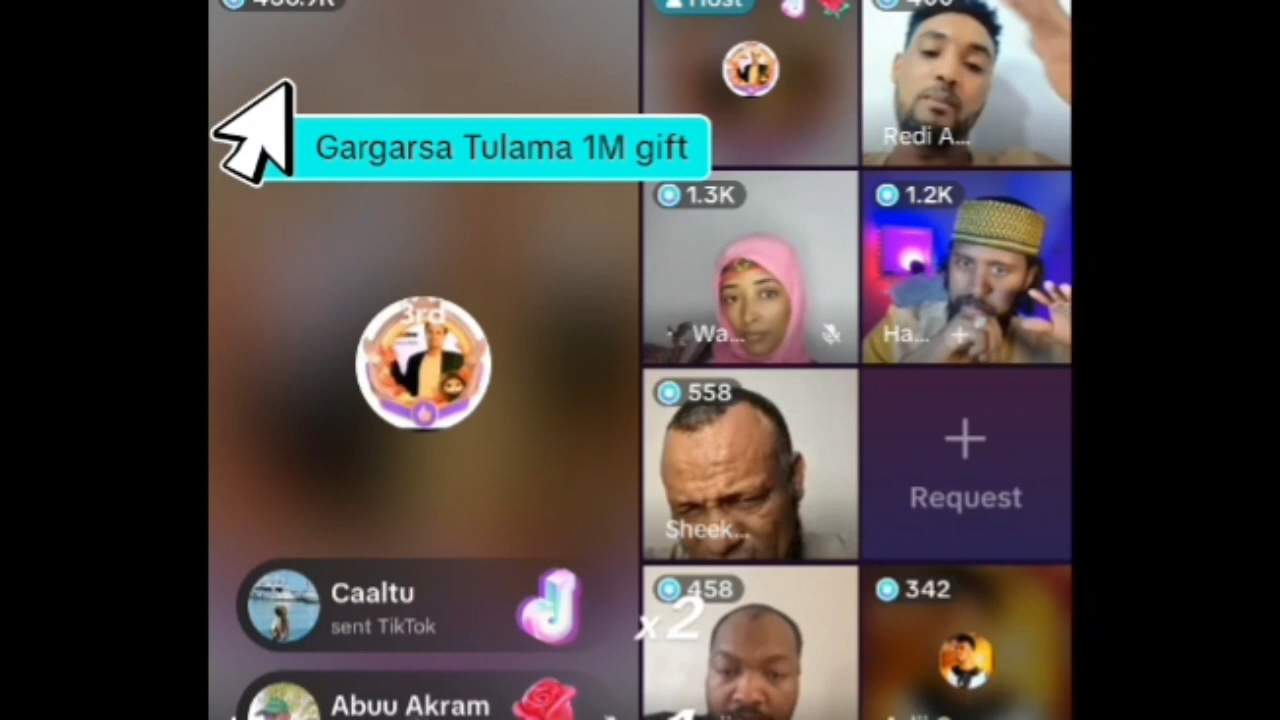 Host
Redi A...
Gargarsa Tulama 1M gift
1.3K
1.2K
Wa...
Ha...
3rd
558
Request
Sheek...
Caaltu
sent TikTok
458
342
x2
Abuu Akram